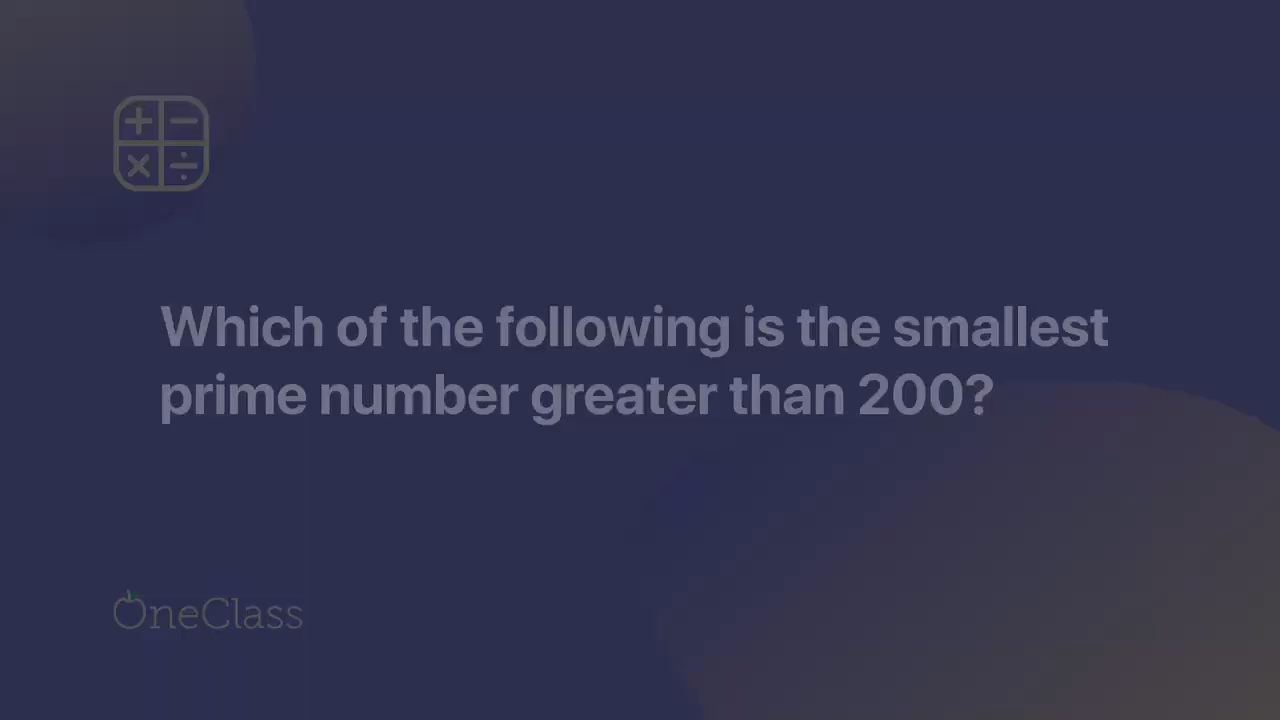 Which of the following is the smallest
prime number greater than 200?
OneClass